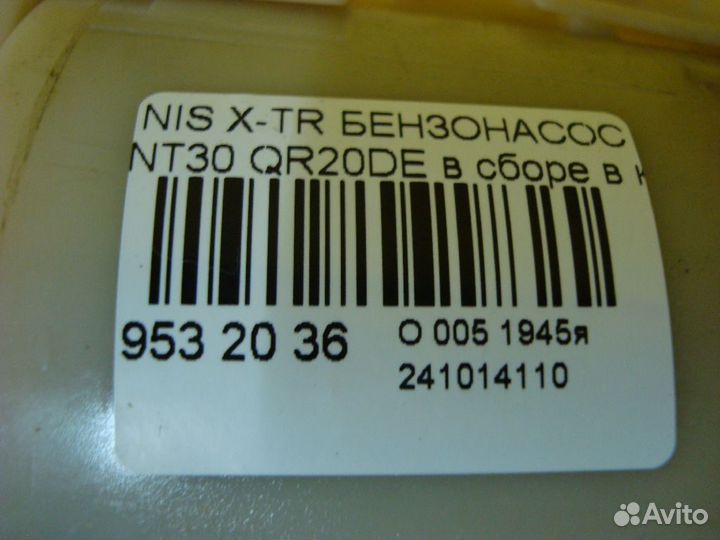 NIS X-TR БЕНЗОНАСОС
NT30 QR20DE в сборе в к
953 20 36
О 005 1945я
241014110
Avito